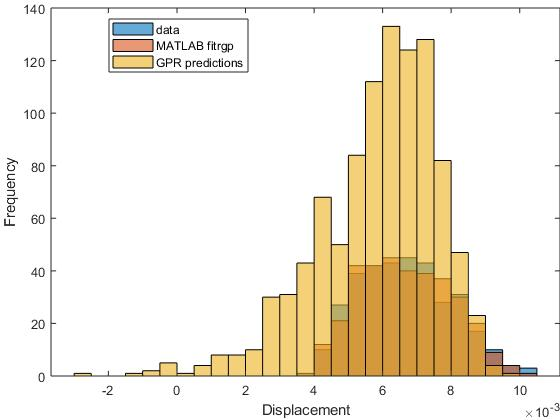 140
120
100
80
60
40
20
0
Frequency
data
MATLAB fitrgp
GPR predictions
-2 0 2 4 6 8 10
Displacement
× 10⁻³